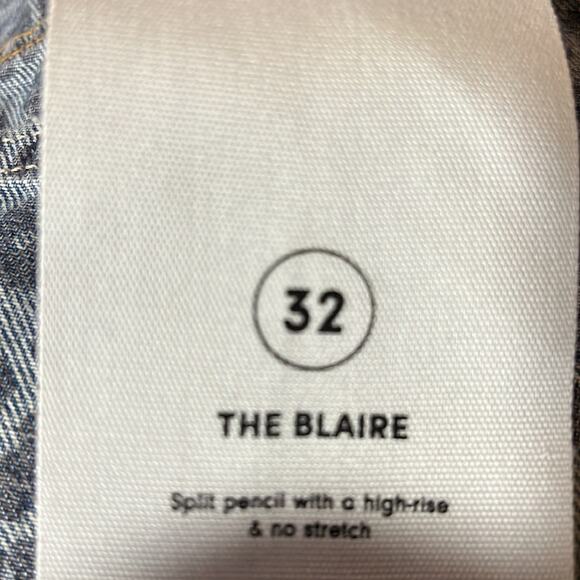 32
THE BLAIRE
Split pencil with a high-rise
& no stretch